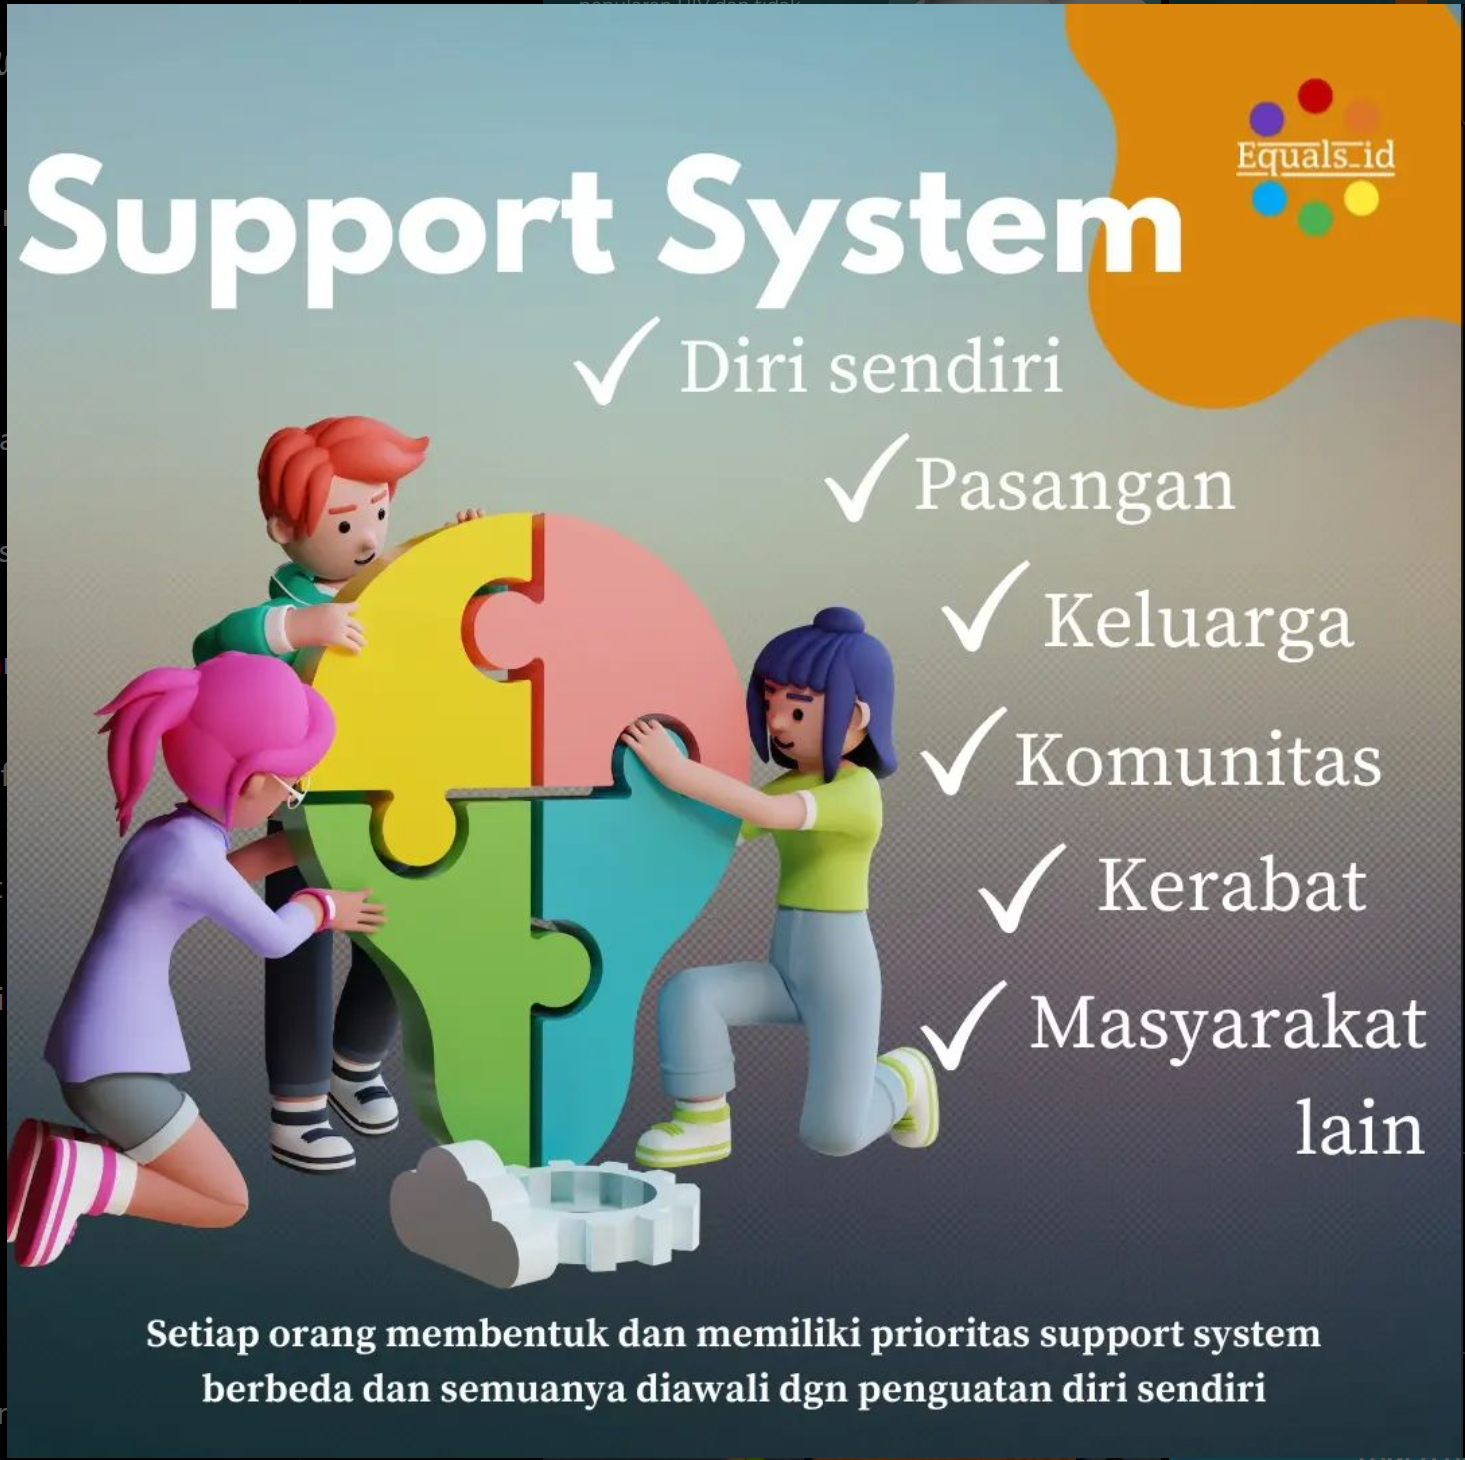 Equals_id
Support System
Diri sendiri
Pasangan
Keluarga
Komunitas
Kerabat
Masyarakat
lain
Setiap orang membentuk dan memiliki prioritas support system
berbeda dan semuanya diawali dgn penguatan diri sendiri